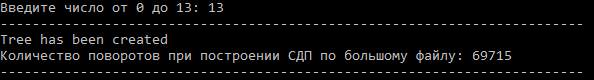 Введите число от 0 до 13: 13
-------------------------------------------------------------------------
Tree has been created
Количество поворотов при построении СДП по большому файлу: 69715
-------------------------------------------------------------------------